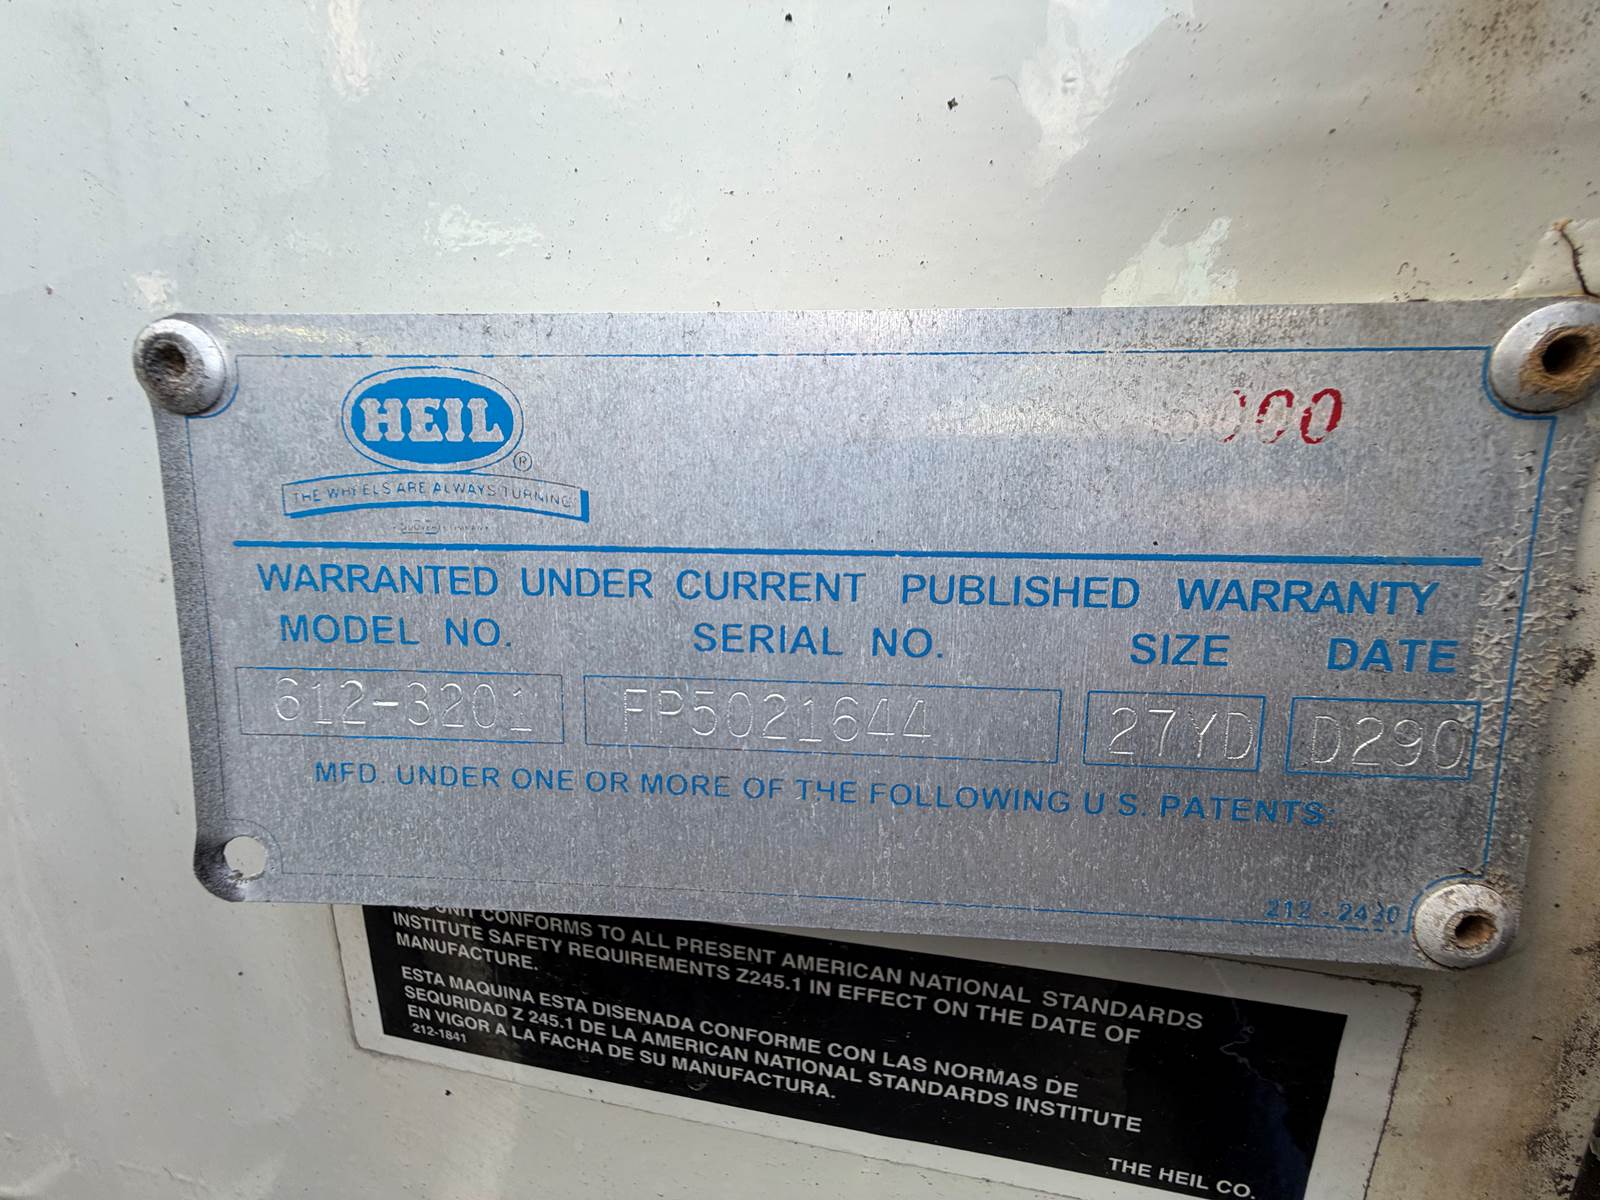 HEIL
®
THE WHEELS ARE ALWAYS TURNING
000
WARRANTED UNDER CURRENT PUBLISHED WARRANTY
MODEL NO. SERIAL NO. SIZE DATE
612-3201 FP5021644 27YD D290
MFD. UNDER ONE OR MORE OF THE FOLLOWING U.S. PATENTS:
212-2420
UNIT CONFORMS TO ALL PRESENT AMERICAN NATIONAL STANDARDS
INSTITUTE SAFETY REQUIREMENTS Z245.1 IN EFFECT ON THE DATE OF
MANUFACTURE.
ESTA MAQUINA ESTA DISENADA CONFORME CON LAS NORMAS DE
SEQURIDAD Z 245.1 DE LA AMERICAN NATIONAL STANDARDS INSTITUTE
EN VIGOR A LA FACHA DE SU MANUFACTURA.
212-1841
THE HEIL CO.